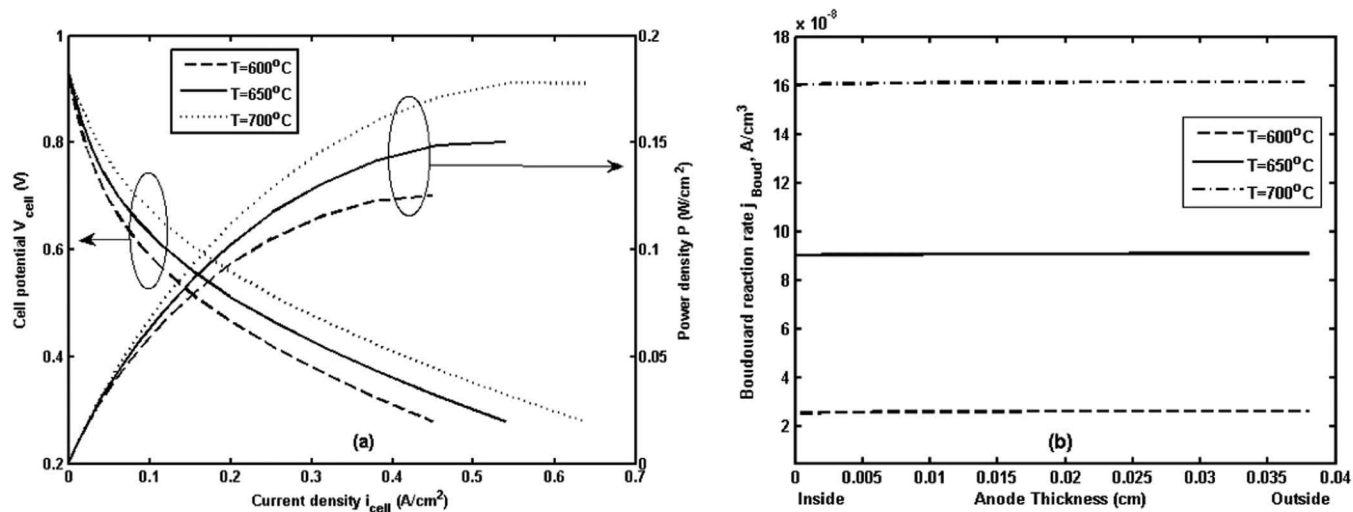 1
0.8
0.6
0.4
0.2
Cell potential V_cell (V)
T=600°C
T=650°C
T=700°C
0.2
0.15
0.1
0.05
0
Power density P (W/cm²)
(a)
0 0.1 0.2 0.3 0.4 0.5 0.6 0.7
Current density i_cell (A/cm²)
x 10⁻⁸
18
16
14
12
10
8
6
4
2
Boudouard reaction rate j_Boud, A/cm³
T=600°C
T=650°C
T=700°C
(b)
0 0.005 0.01 0.015 0.02 0.025 0.03 0.035 0.04
Inside Anode Thickness (cm) Outside